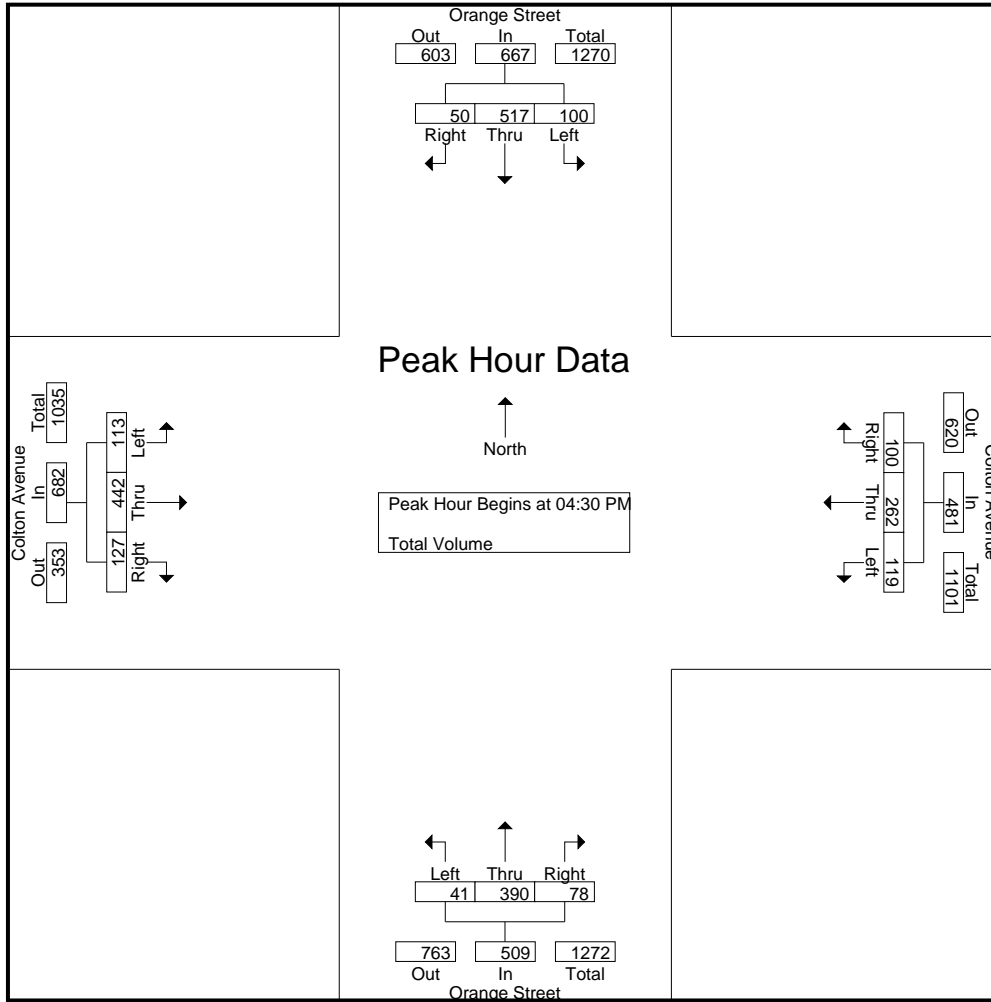 Orange Street
Out In Total
603 667 1270
50 517 100
Right Thru Left
Peak Hour Data
North
Peak Hour Begins at 04:30 PM
Total Volume
Colton Avenue
Total In Out
1035 682 353
113 442 127
Left Thru Right
Right Thru Left
100 262 119
620 481 1101
Out In Total
Colton Avenue
Left Thru Right
41 390 78
763 509 1272
Out In Total
Orange Street